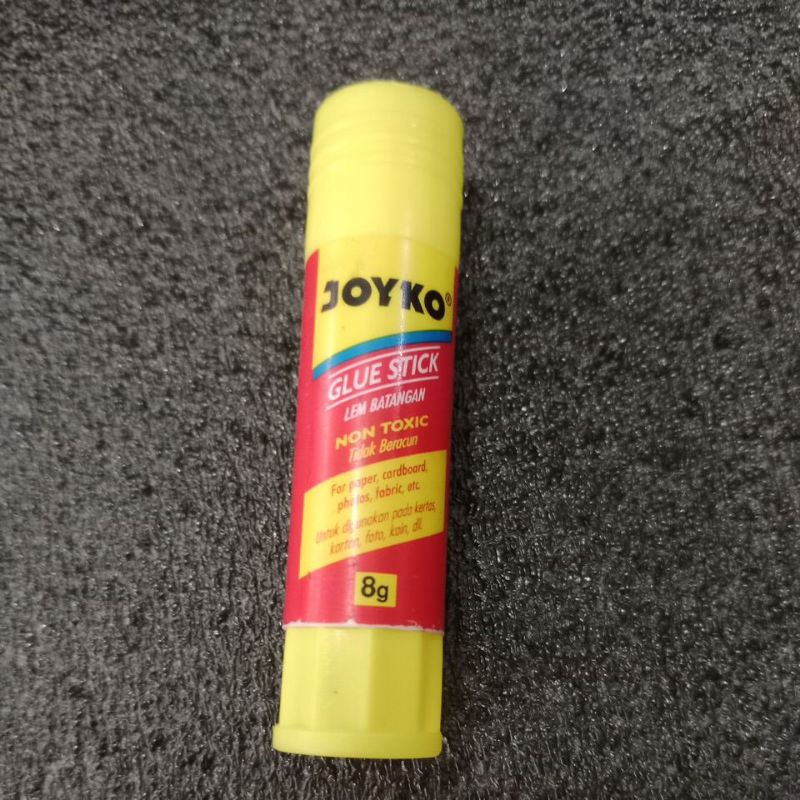 JOYKO®
GLUE STICK
LEM BATANGAN
NON TOXIC
Tidak Beracun
For paper, cardboard,
photos, fabric, etc.
Untuk digunakan pada kertas,
karton, foto, kain, dll.
8g